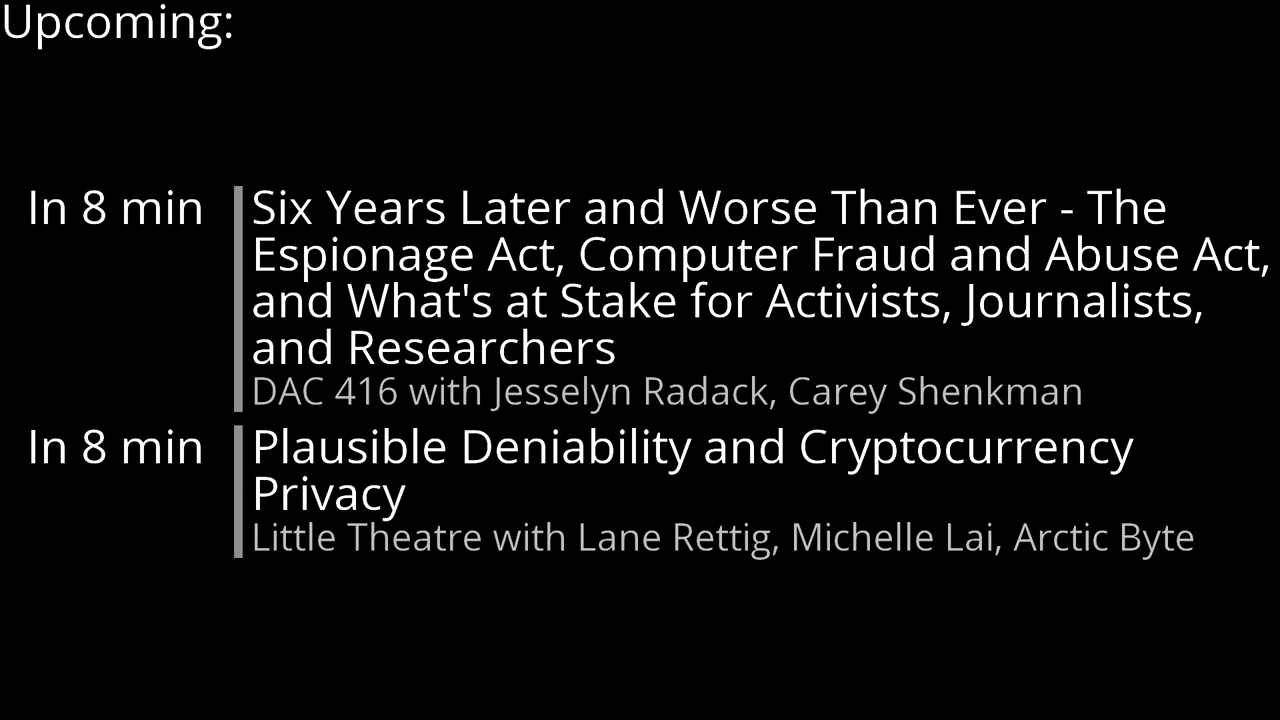 Upcoming:
In 8 min
Six Years Later and Worse Than Ever - The
Espionage Act, Computer Fraud and Abuse Act,
and What's at Stake for Activists, Journalists,
and Researchers
DAC 416 with Jesselyn Radack, Carey Shenkman
In 8 min
Plausible Deniability and Cryptocurrency
Privacy
Little Theatre with Lane Rettig, Michelle Lai, Arctic Byte